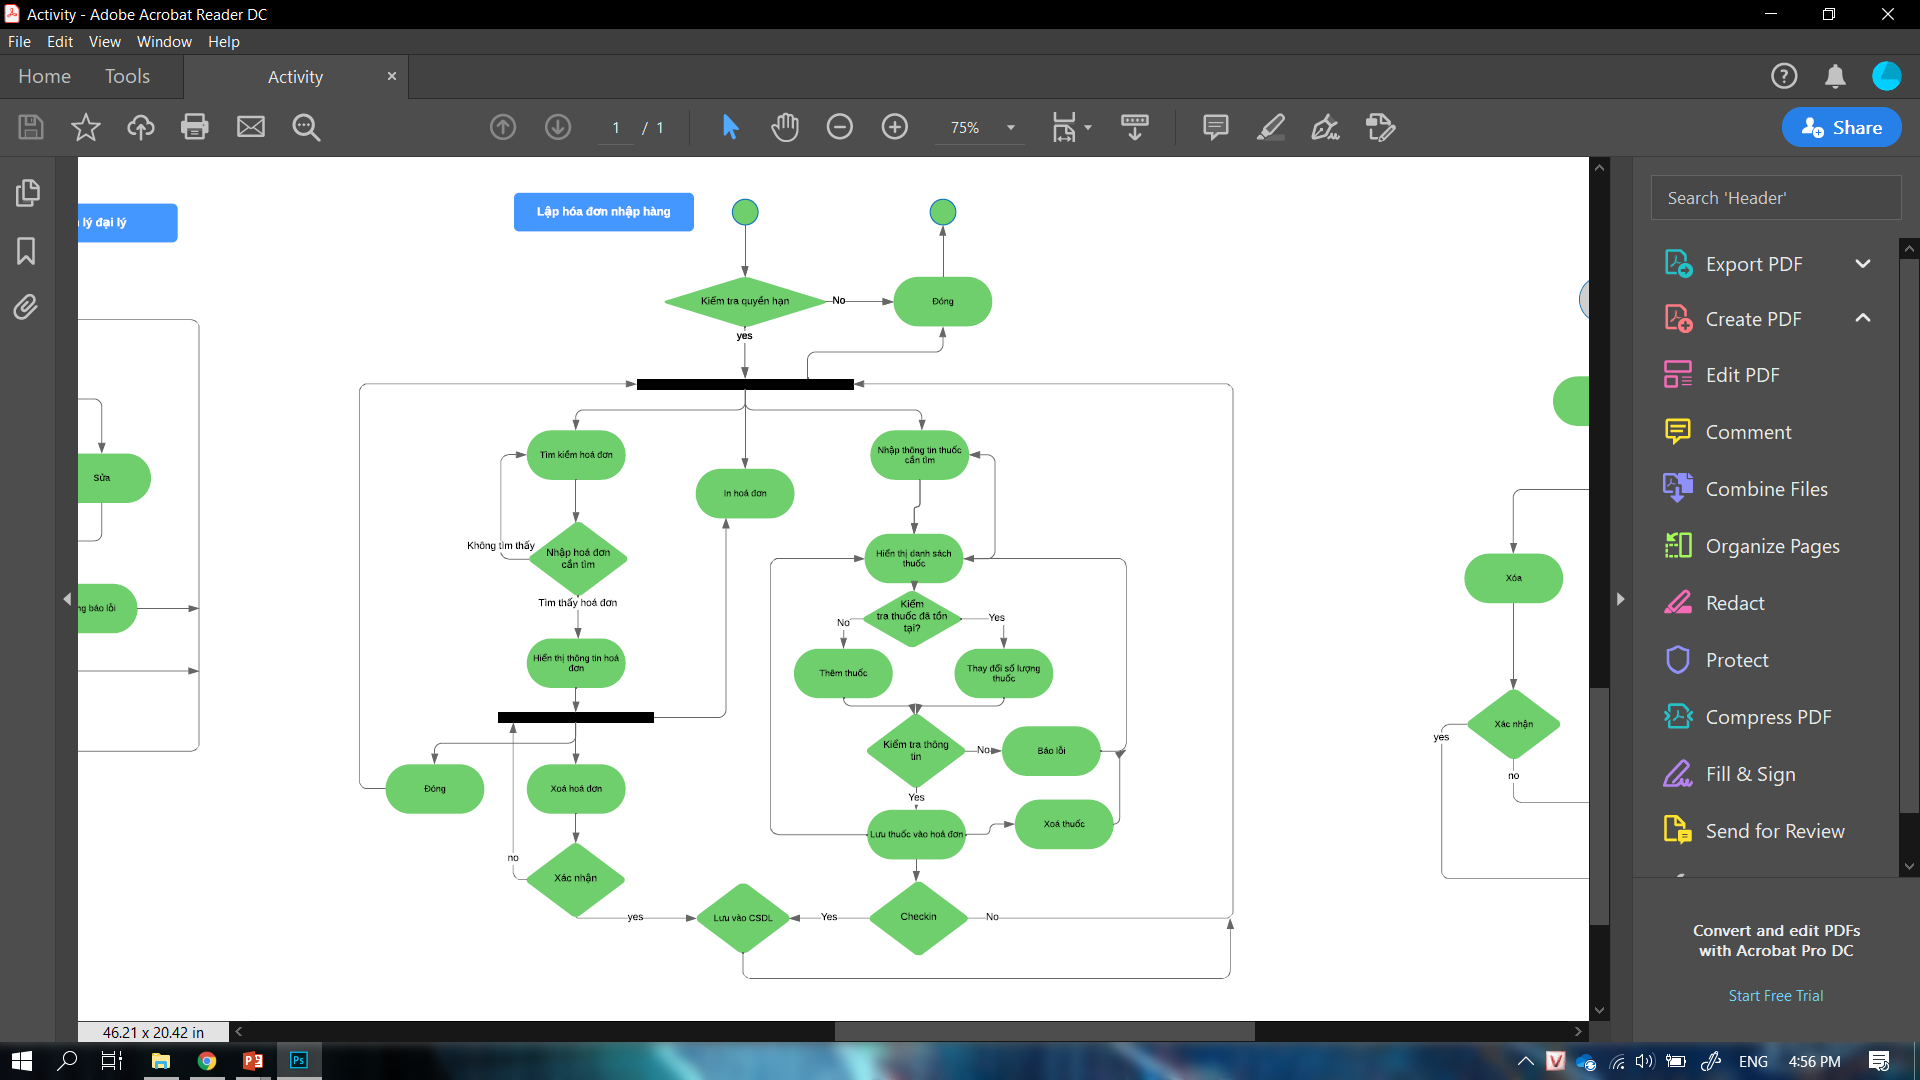 Activity - Adobe Acrobat Reader DC
File Edit View Window Help
Home Tools Activity
1 / 1 75% Share
lý đại lý
Lập hóa đơn nhập hàng
Search 'Header'
Kiểm tra quyền hạn
No
Đóng
yes
Tìm kiếm hoá đơn
Nhập thông tin thuốc
cần tìm
Sửa
In hoá đơn
Không tìm thấy
Nhập hoá đơn
cần tìm
Hiển thị danh sách
thuốc
Tìm thấy hoá đơn
Kiểm
tra thuốc đã tồn
tại?
No
Yes
báo lỗi
Hiển thị thông tin hoá
đơn
Thêm thuốc
Thay đổi số lượng
thuốc
Kiểm tra thông
tin
No
Báo lỗi
Đóng
Xoá hoá đơn
Yes
Lưu thuốc vào hoá đơn
Xoá thuốc
no
Xác nhận
yes
Lưu vào CSDL
Yes
Checkin
No
Xóa
Xác nhận
yes
no
Export PDF
Create PDF
Edit PDF
Comment
Combine Files
Organize Pages
Redact
Protect
Compress PDF
Fill & Sign
Send for Review
Convert and edit PDFs
with Acrobat Pro DC
Start Free Trial
46.21 x 20.42 in
Ps
V
ENG 4:56 PM